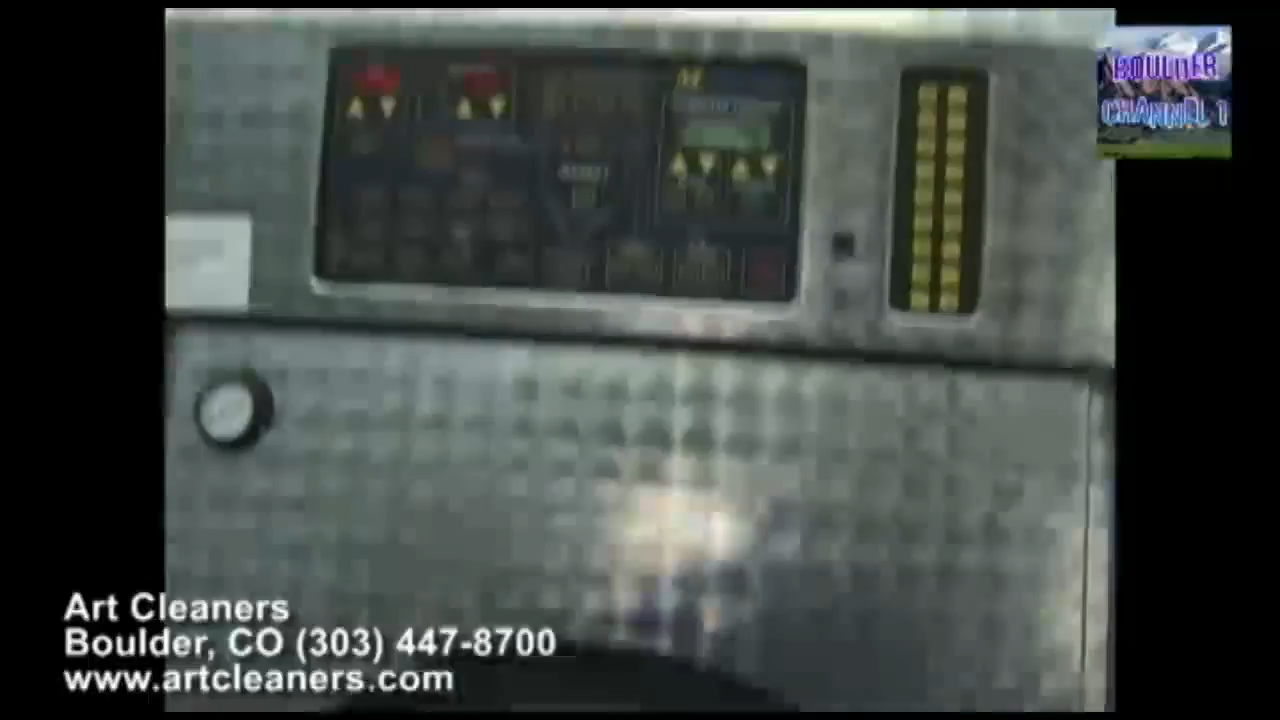 BOULDER
CHANNEL 1
Art Cleaners
Boulder, CO (303) 447-8700
www.artcleaners.com